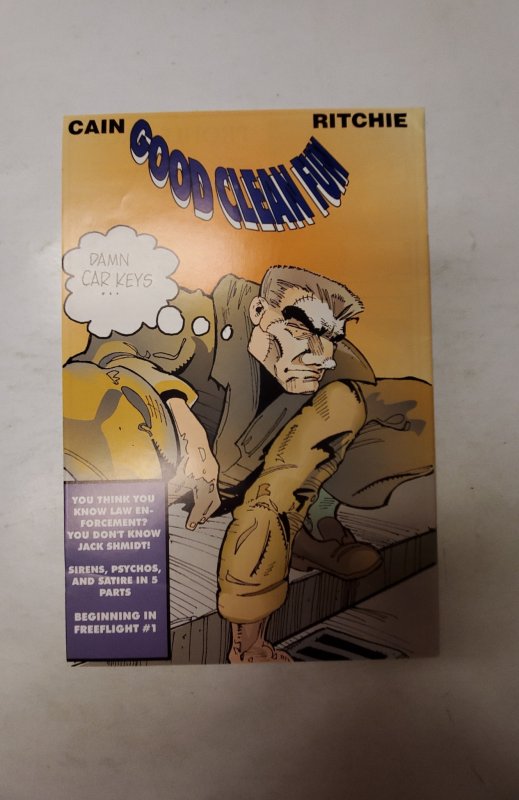 CAIN
RITCHIE
GOOD CLEAN FUN
DAMN
CAR KEYS
...
YOU THINK YOU
KNOW LAW EN-
FORCEMENT?
YOU DON'T KNOW
JACK SHMIDT!
SIRENS, PSYCHOS,
AND SATIRE IN 5
PARTS
BEGINNING IN
FREEFLIGHT #1